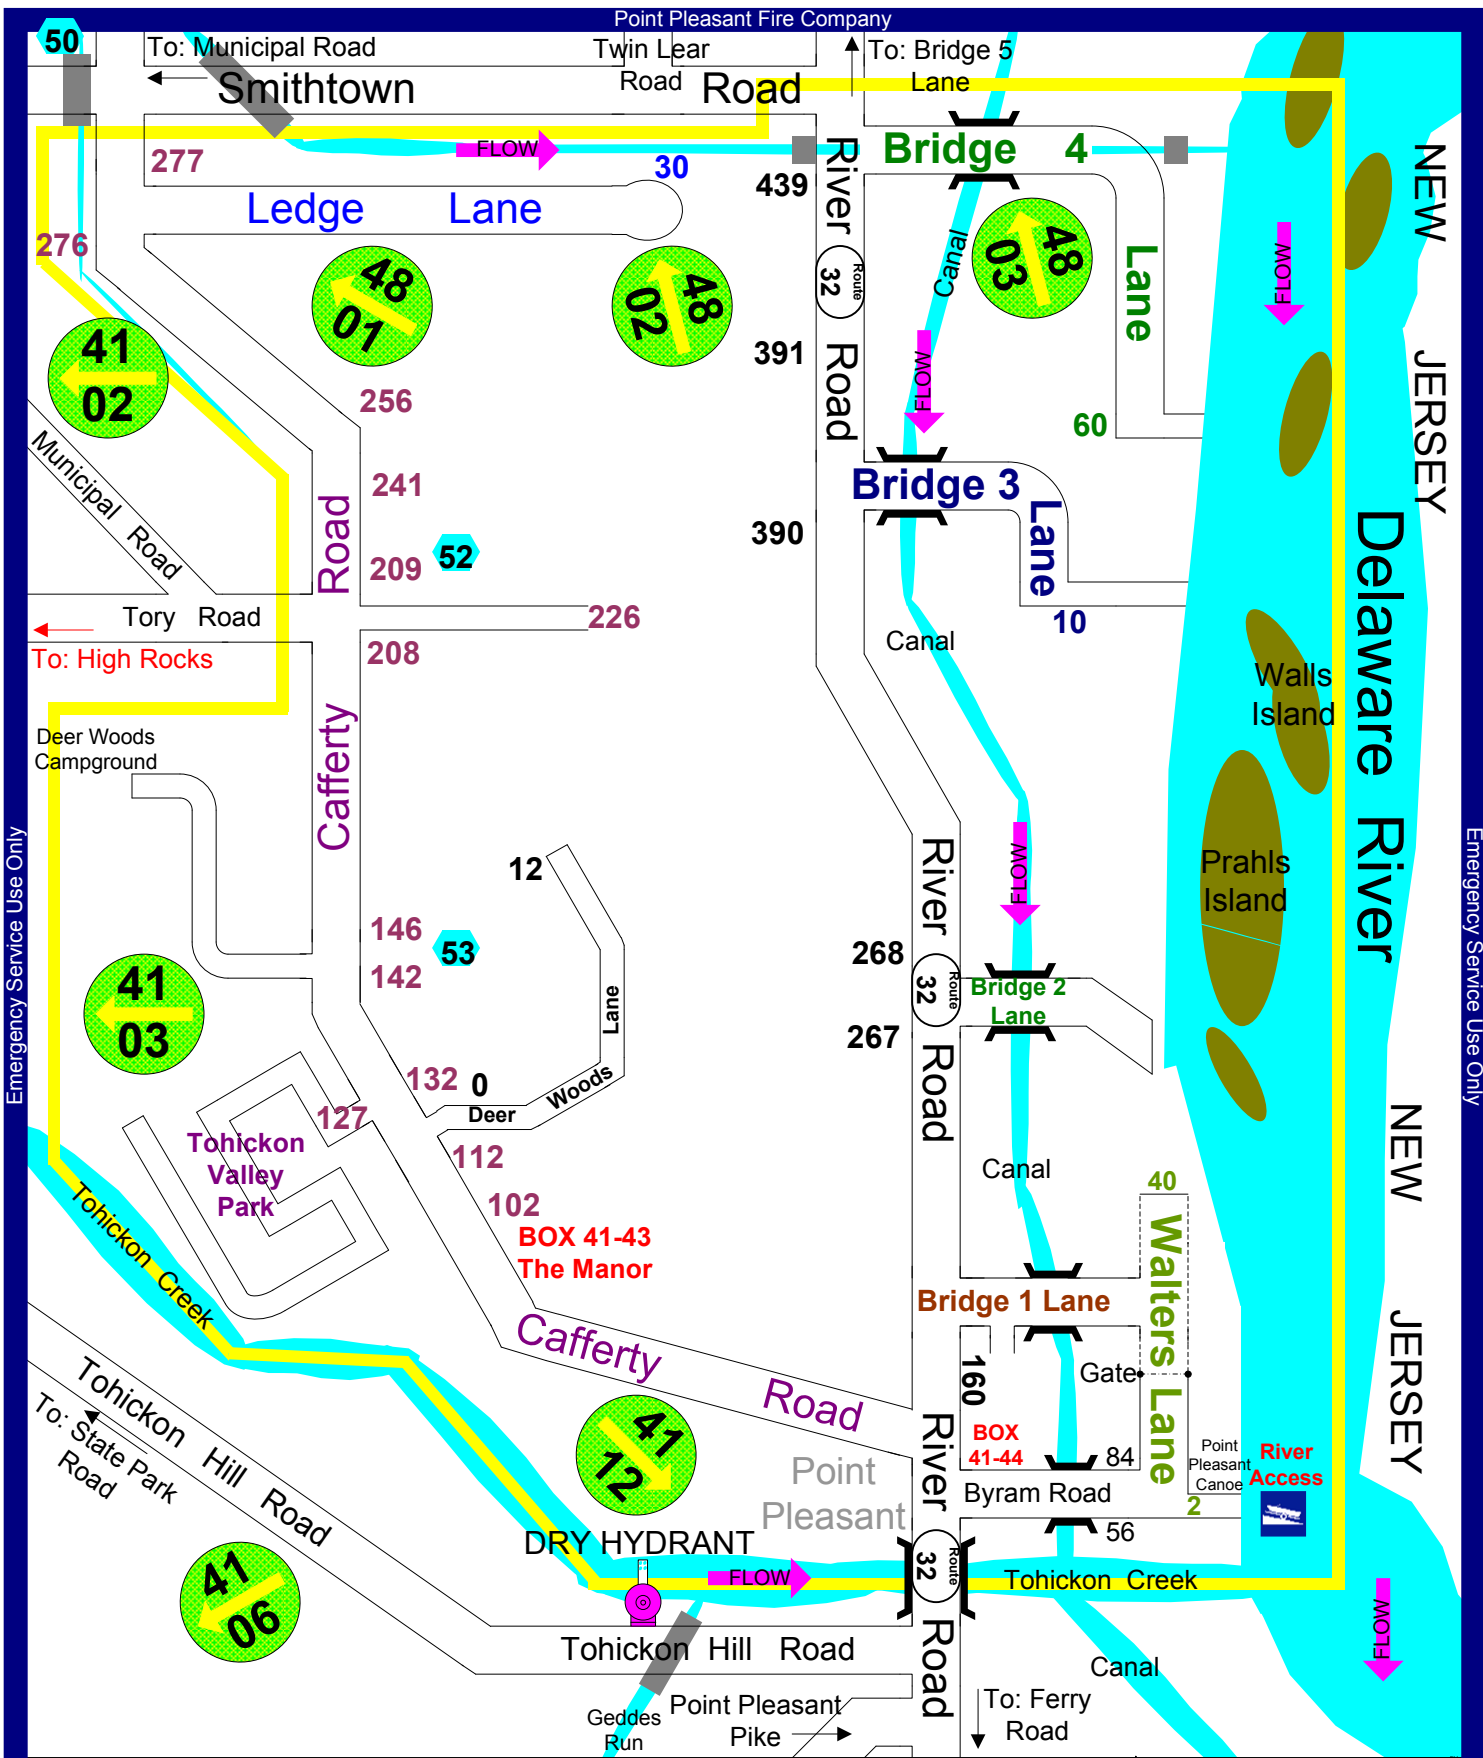 Point Pleasant Fire Company
50
To: Municipal Road
Twin Lear
Road
To: Bridge 5
Lane
Smithtown Road
277
FLOW
30
439
River
Bridge 4
Lane
NEW
JERSEY
Ledge Lane
276
48
01
48
02
Route
32
Canal
48
03
FLOW
41
02
391
Road
FLOW
256
60
Municipal Road
241
Bridge 3
Lane
390
Road
52
209
Delaware River
Tory Road
226
10
To: High Rocks
208
Canal
Walls
Island
Cafferty
Deer Woods
Campground
Emergency Service Use Only
Emergency Service Use Only
12
River
FLOW
Prahls
Island
146
53
142
268
Route
32
Bridge 2
Lane
41
03
Lane
267
Road
132
0
Deer
Woods
127
Tohickon
Valley
Park
112
102
Canal
40
NEW
JERSEY
Tohickon Creek
BOX 41-43
The Manor
Walters Lane
Bridge 1 Lane
Cafferty Road
160
Gate
Tohickon Hill Road
To: State Park
Road
41
12
River
BOX
41-44
84
Point
Pleasant
Canoe
River
Access
Point
Pleasant
Byram Road
2
DRY HYDRANT
56
41
06
FLOW
Route
32
Tohickon Creek
FLOW
Tohickon Hill Road
Road
Canal
Geddes
Run
Point Pleasant
Pike
To: Ferry
Road